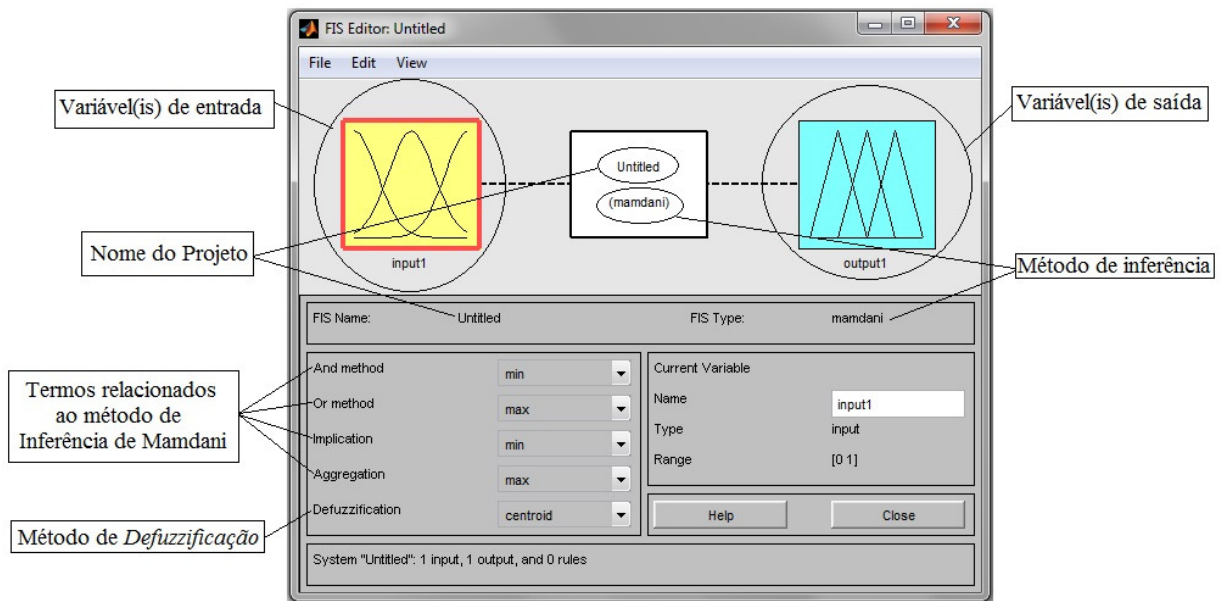 FIS Editor: Untitled
File Edit View
Variável(is) de entrada
Variável(is) de saída
Untitled
(mamdani)
Nome do Projeto
input1
output1
Método de inferência
FIS Name: Untitled FIS Type: mamdani
Termos relacionados
ao método de
Inferência de Mamdani
And method min
Or method max
Implication min
Aggregation max
Defuzzification centroid
Método de Defuzzificação
Current Variable
Name input1
Type input
Range [0 1]
Help Close
System "Untitled": 1 input, 1 output, and 0 rules